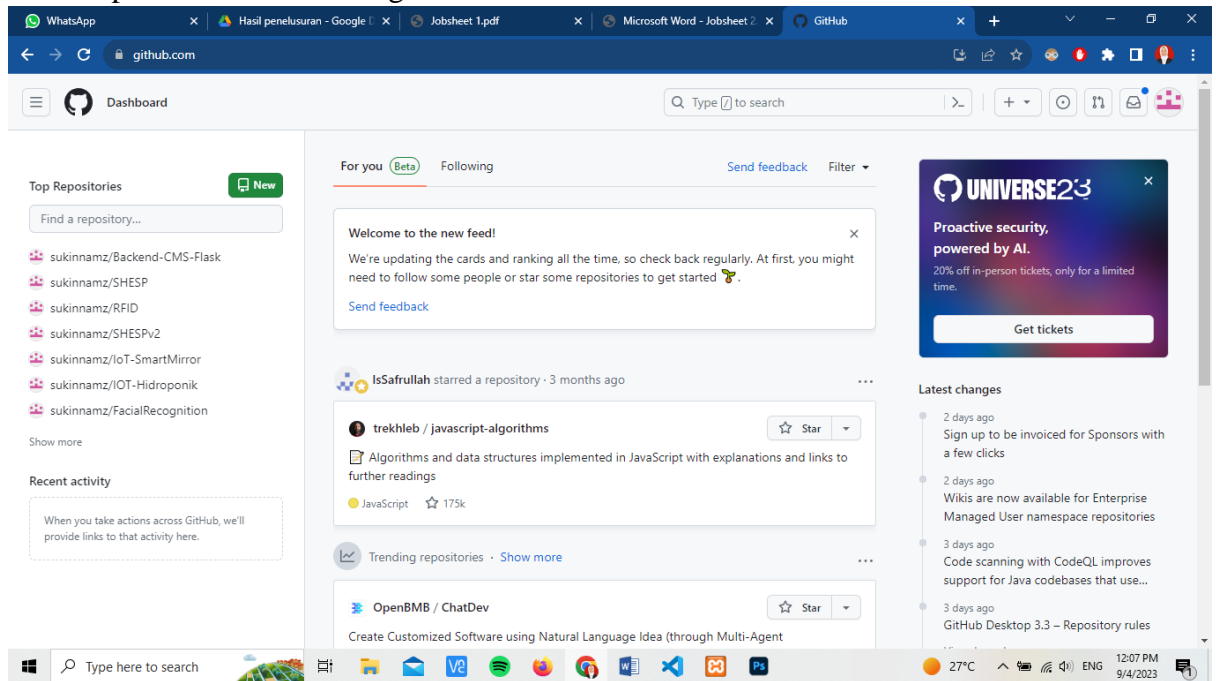 WhatsApp
Hasil penelusuran - Google D
Jobsheet 1.pdf
Microsoft Word - Jobsheet 2.
GitHub
github.com
Dashboard
Type / to search
Top Repositories
New
Find a repository...
sukinnamz/Backend-CMS-Flask
sukinnamz/SHESP
sukinnamz/RFID
sukinnamz/SHESPv2
sukinnamz/IoT-SmartMirror
sukinnamz/IOT-Hidroponik
sukinnamz/FacialRecognition
Show more
Recent activity
When you take actions across GitHub, we'll
provide links to that activity here.
For you Beta Following Send feedback Filter
Welcome to the new feed!
We're updating the cards and ranking all the time, so check back regularly. At first, you might
need to follow some people or star some repositories to get started .
Send feedback
IsSafrullah starred a repository · 3 months ago
trekhleb / javascript-algorithms
Star
Algorithms and data structures implemented in JavaScript with explanations and links to
further readings
JavaScript 175k
Trending repositories · Show more
OpenBMB / ChatDev
Star
Create Customized Software using Natural Language Idea (through Multi-Agent
UNIVERSE23
Proactive security,
powered by AI.
20% off in-person tickets, only for a limited
time.
Get tickets
Latest changes
2 days ago
Sign up to be invoiced for Sponsors with
a few clicks
2 days ago
Wikis are now available for Enterprise
Managed User namespace repositories
3 days ago
Code scanning with CodeQL improves
support for Java codebases that use...
3 days ago
GitHub Desktop 3.3 – Repository rules
Type here to search
Ps
27°C
ENG
12:07 PM
9/4/2023
1